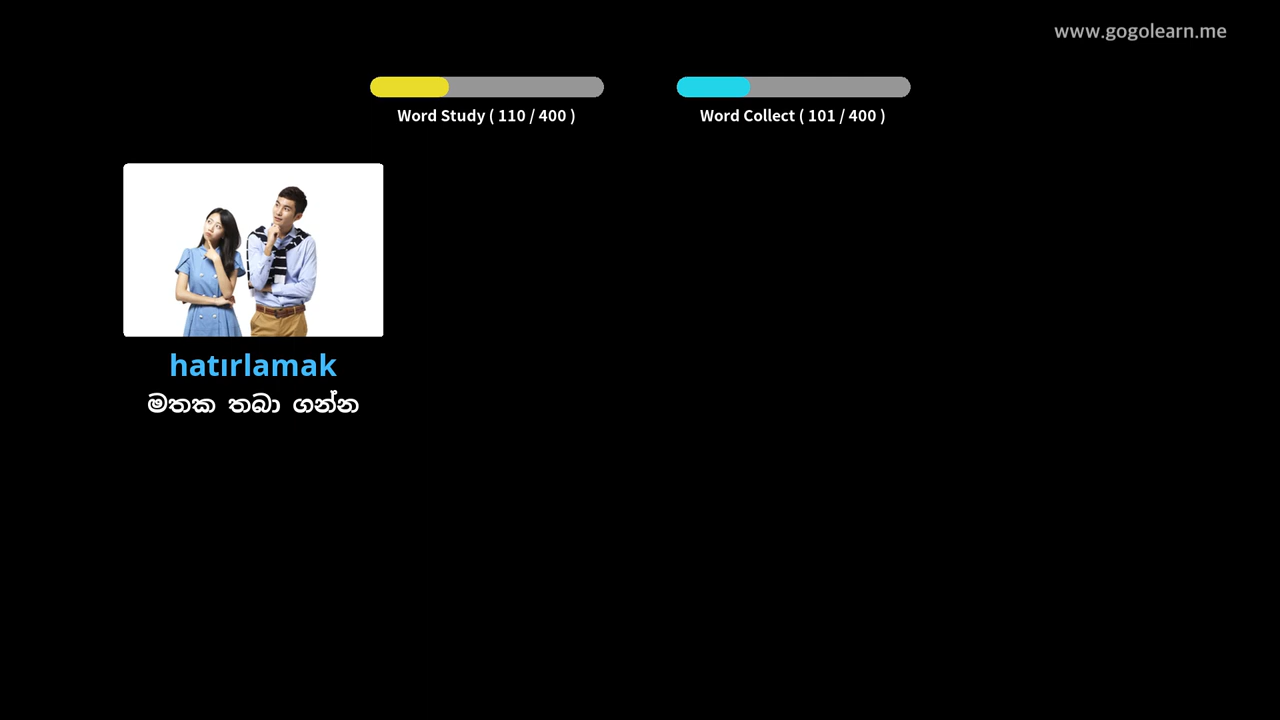 www.gogolearn.me
Word Study ( 110 / 400 )
Word Collect ( 101 / 400 )
hatırlamak
මතක තබා ගන්න